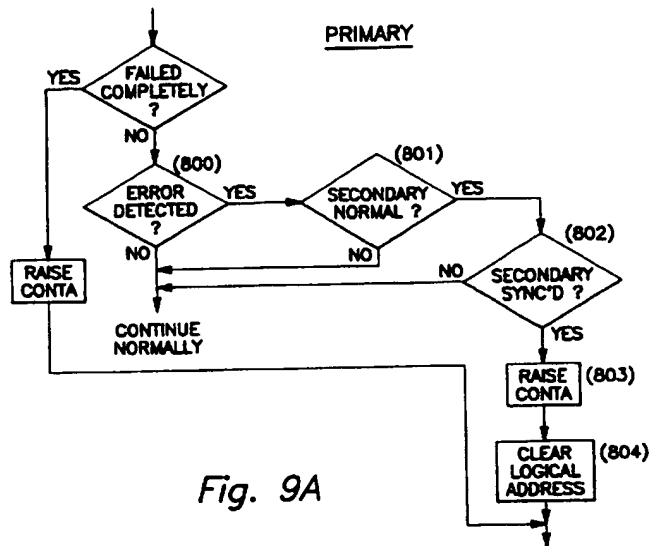 PRIMARY
YES
FAILED
COMPLETELY
?
NO
(800)
ERROR
DETECTED
?
YES
NO
(801)
SECONDARY
NORMAL ?
YES
NO
(802)
SECONDARY
SYNC'D ?
NO
YES
RAISE
CONTA
CONTINUE
NORMALLY
RAISE
CONTA
(803)
CLEAR
LOGICAL
ADDRESS
(804)
Fig. 9A